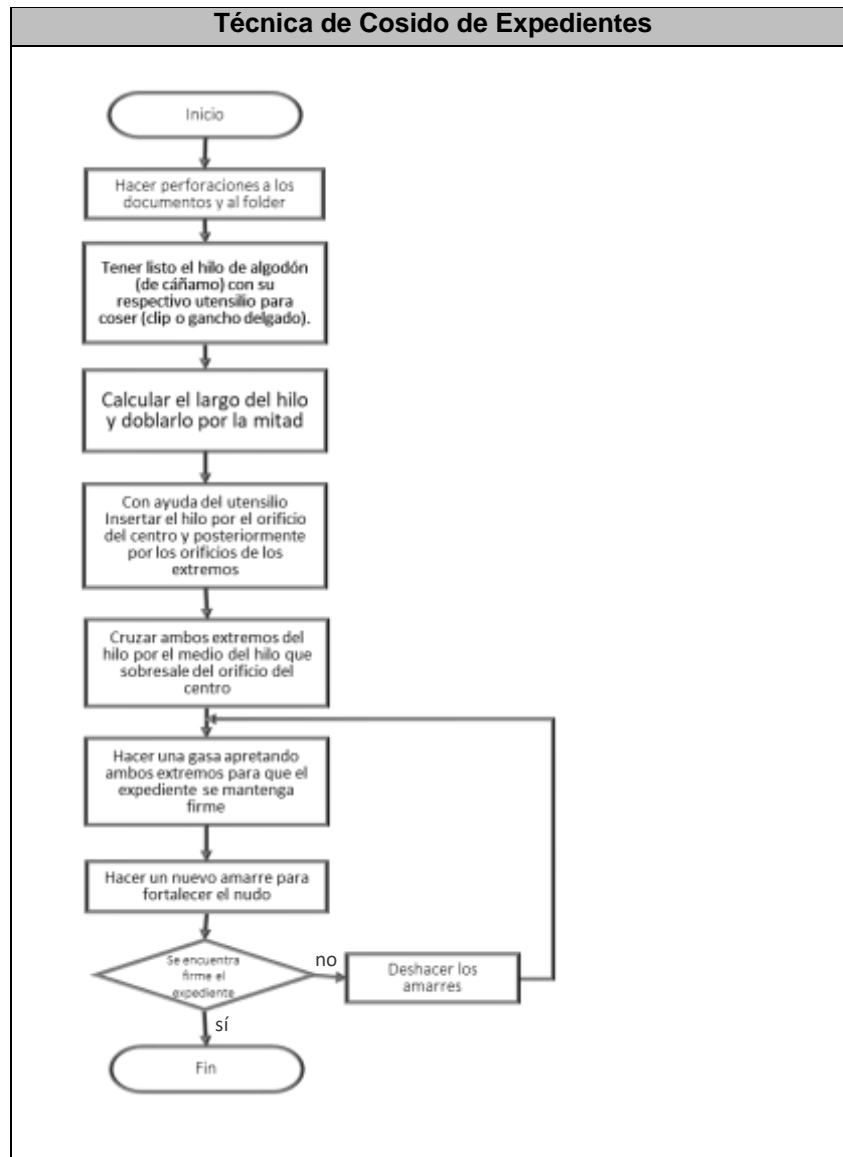 Técnica de Cosido de Expedientes
Inicio
Hacer perforaciones a los
documentos y al folder
Tener listo el hilo de algodón
(de cáñamo) con su
respectivo utensilio para
coser (clip o gancho delgado).
Calcular el largo del hilo
y doblarlo por la mitad
Con ayuda del utensilio
Insertar el hilo por el orificio
del centro y posteriormente
por los orificios de los
extremos
Cruzar ambos extremos del
hilo por el medio del hilo que
sobresale del orificio del
centro
Hacer una gasa apretando
ambos extremos para que el
expediente se mantenga
firme
Hacer un nuevo amarre para
fortalecer el nudo
Se encuentra
firme el
expediente
no
Deshacer los
amarres
sí
Fin